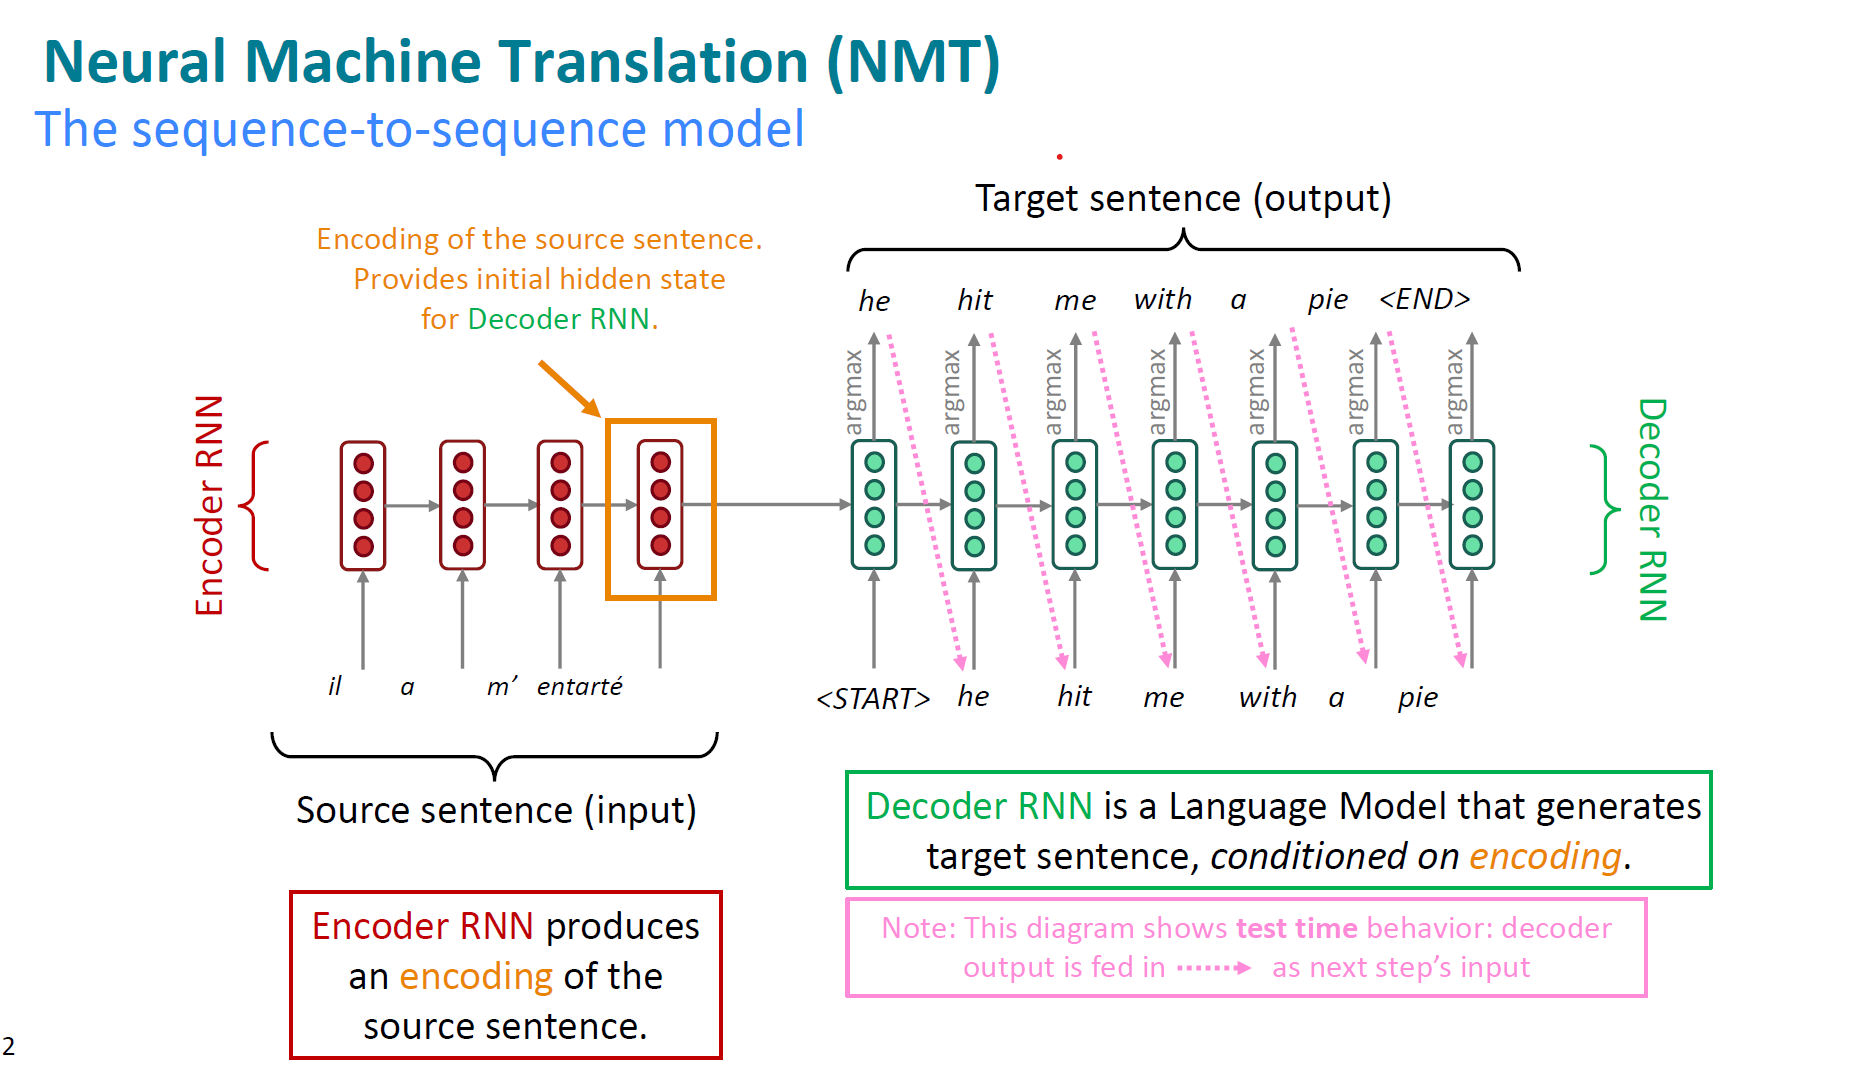 Neural Machine Translation (NMT)
The sequence-to-sequence model
Target sentence (output)
Encoding of the source sentence.
Provides initial hidden state
for Decoder RNN.
he hit me with a pie <END>
argmax argmax argmax argmax argmax argmax argmax
Encoder RNN
Decoder RNN
il a m’ entarté
<START> he hit me with a pie
Source sentence (input)
Decoder RNN is a Language Model that generates
target sentence, conditioned on encoding.
Encoder RNN produces
an encoding of the
source sentence.
Note: This diagram shows test time behavior: decoder
output is fed in as next step’s input
2